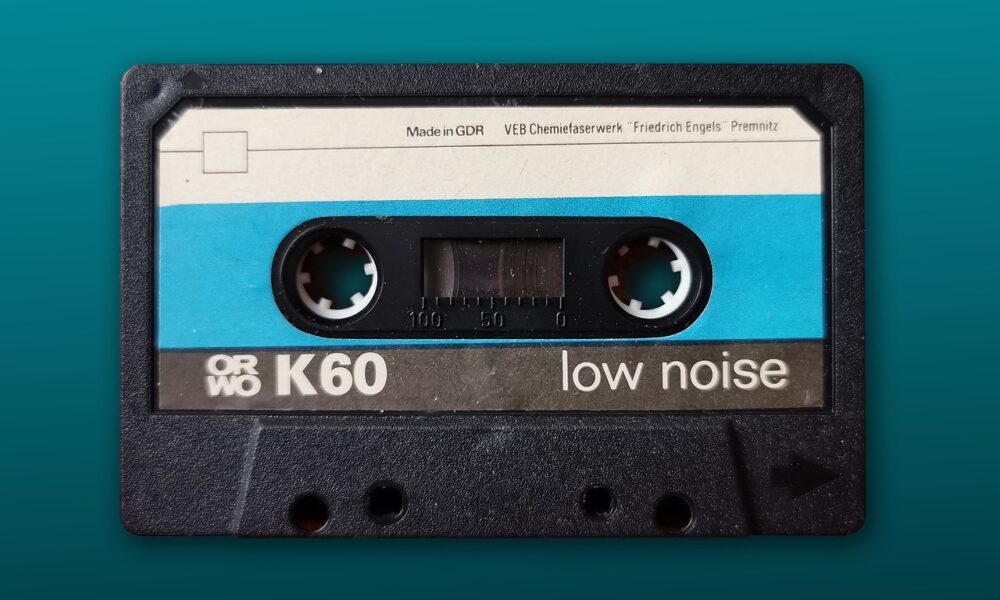 Made in GDR VEB Chemiefaserwerk "Friedrich Engels" Premnitz
100 50 0
ORWO K60 low noise